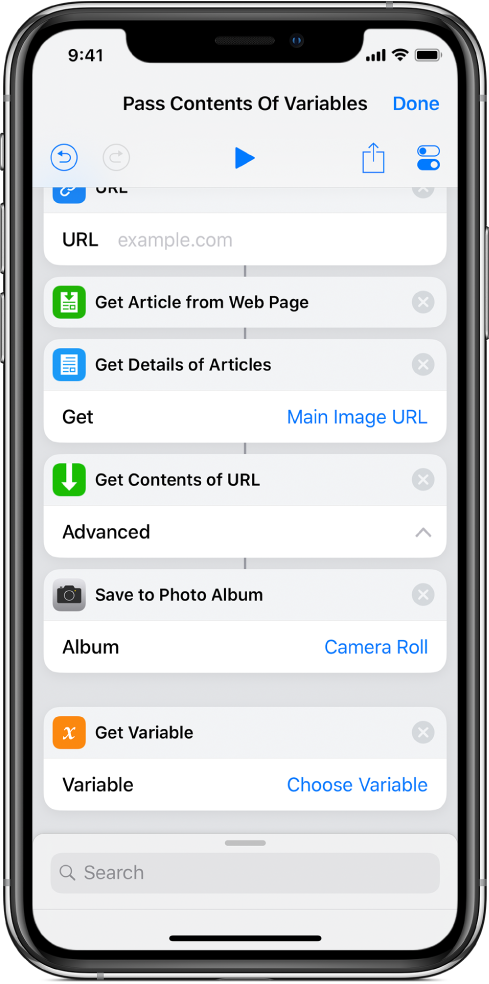 9:41
Pass Contents Of Variables Done
URL
URL example.com
Get Article from Web Page
Get Details of Articles
Get Main Image URL
Get Contents of URL
Advanced
Save to Photo Album
Album Camera Roll
x Get Variable
Variable Choose Variable
Search